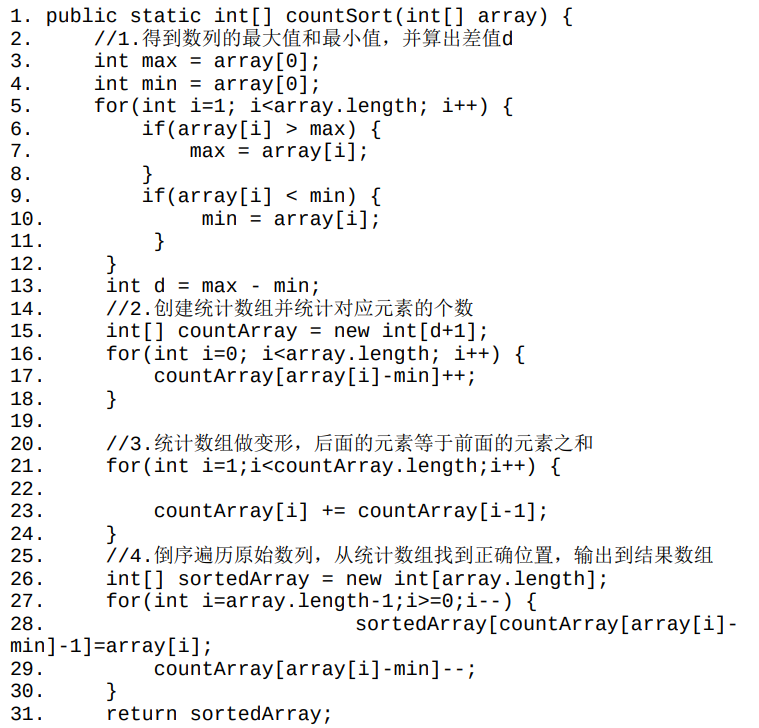 1. public static int[] countSort(int[] array) {
2.     //1.得到数列的最大值和最小值，并算出差值d
3.     int max = array[0];
4.     int min = array[0];
5.     for(int i=1; i<array.length; i++) {
6.         if(array[i] > max) {
7.             max = array[i];
8.         }
9.         if(array[i] < min) {
10.             min = array[i];
11.         }
12.     }
13.     int d = max - min;
14.     //2.创建统计数组并统计对应元素的个数
15.     int[] countArray = new int[d+1];
16.     for(int i=0; i<array.length; i++) {
17.         countArray[array[i]-min]++;
18.     }
19.
20.     //3.统计数组做变形，后面的元素等于前面的元素之和
21.     for(int i=1;i<countArray.length;i++) {
22.
23.         countArray[i] += countArray[i-1];
24.     }
25.     //4.倒序遍历原始数列，从统计数组找到正确位置，输出到结果数组
26.     int[] sortedArray = new int[array.length];
27.     for(int i=array.length-1;i>=0;i--) {
28.                          sortedArray[countArray[array[i]-
min]-1]=array[i];
29.         countArray[array[i]-min]--;
30.     }
31.     return sortedArray;